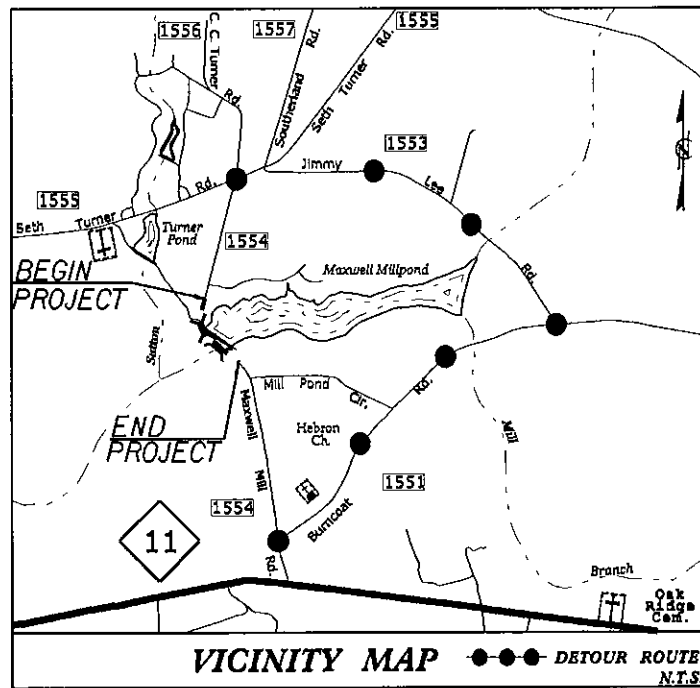 1556
C. C. Turner
Rd.
1557
Southerland
Rd.
1555
Seth Turner
Rd.
1553
Jimmy
Lee
Rd.
1555
Seth Turner Rd.
Turner
Pond
1554
Maxwell Millpond
BEGIN
PROJECT
Sutton
Mill Pond
Cir.
Maxwell
Mill
Rd.
END
PROJECT
Hebron
Ch.
Rd.
Burncoat
1551
1554
Mill
Branch
11
Oak
Ridge
Cem.
VICINITY MAP
DETOUR ROUTE
N.T.S